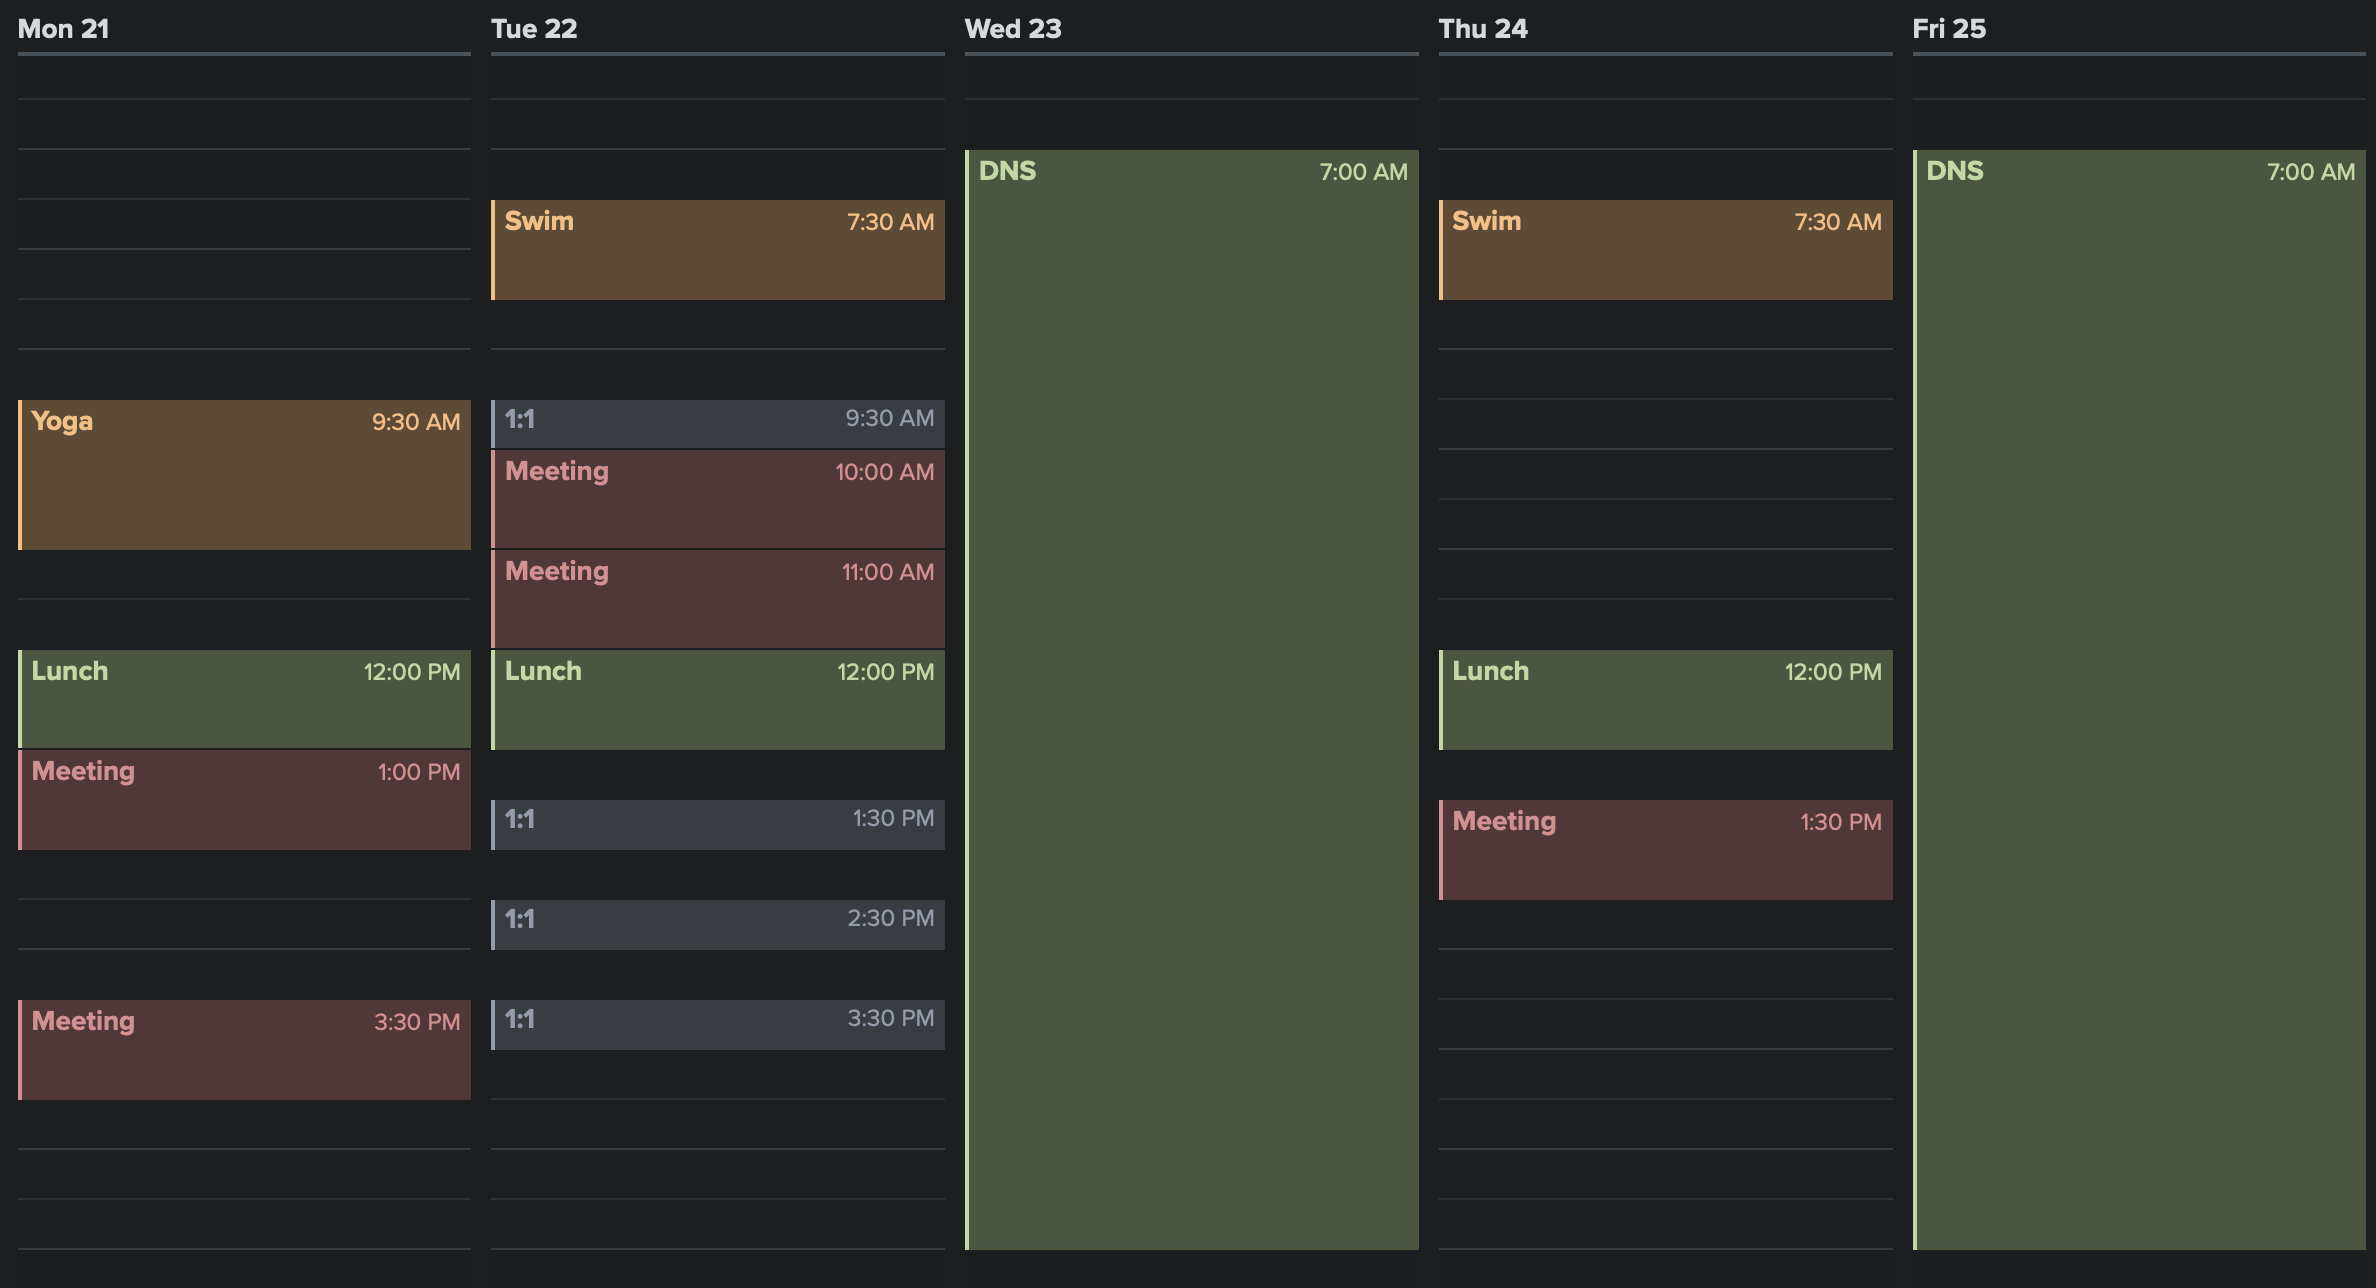 Mon 21
Yoga 9:30 AM
Lunch 12:00 PM
Meeting 1:00 PM
Meeting 3:30 PM
Tue 22
Swim 7:30 AM
1:1 9:30 AM
Meeting 10:00 AM
Meeting 11:00 AM
Lunch 12:00 PM
1:1 1:30 PM
1:1 2:30 PM
1:1 3:30 PM
Wed 23
DNS 7:00 AM
Thu 24
Swim 7:30 AM
Lunch 12:00 PM
Meeting 1:30 PM
Fri 25
DNS 7:00 AM